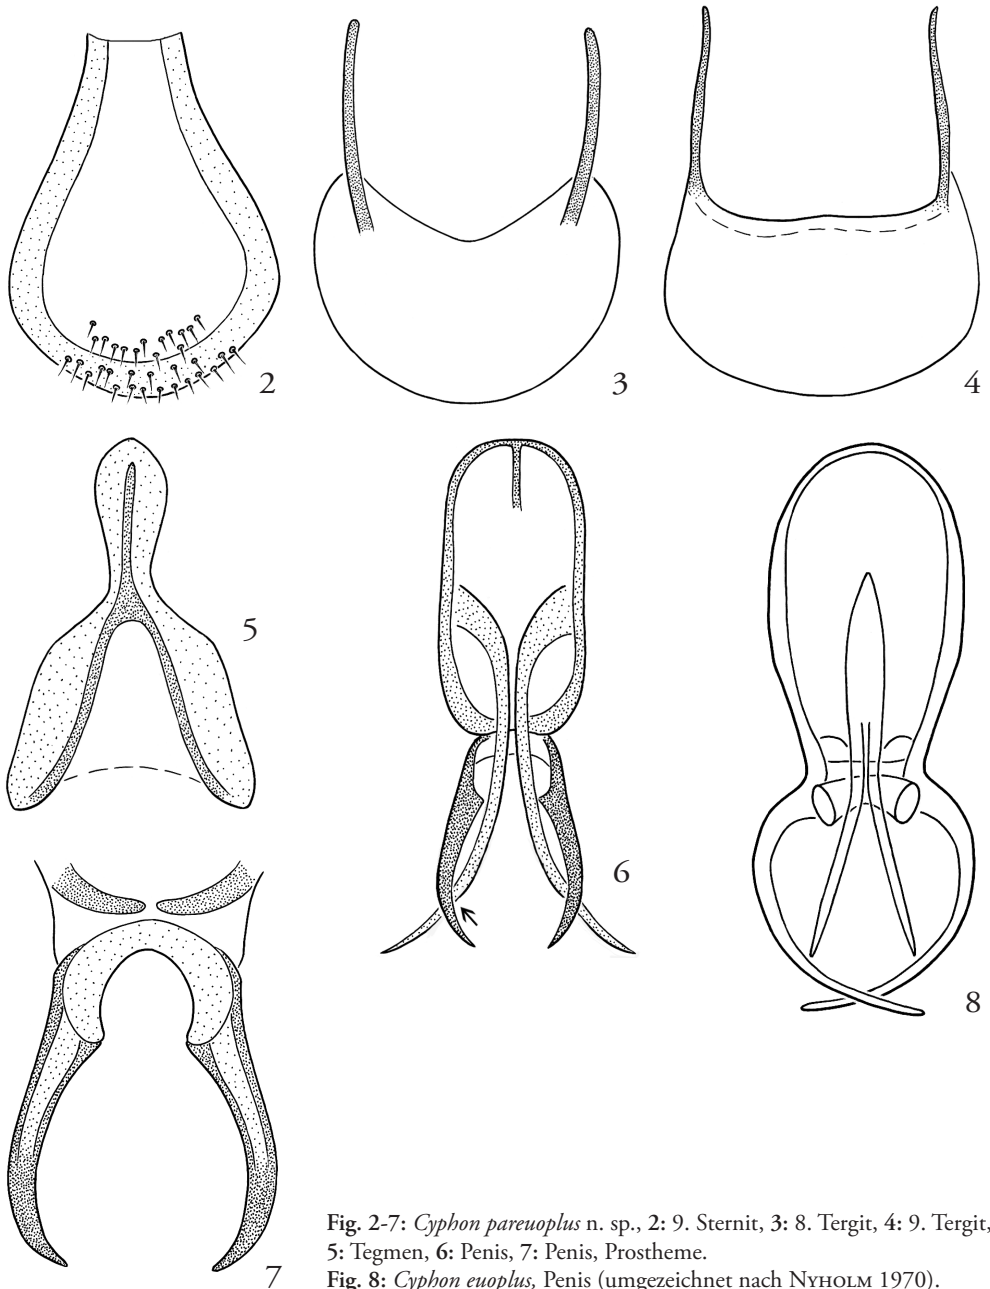 2
3
4
5
6
8
7
Fig. 2-7: Cyphon pareuoplus n. sp., 2: 9. Sternit, 3: 8. Tergit, 4: 9. Tergit,
5: Tegmen, 6: Penis, 7: Penis, Prostheme.
Fig. 8: Cyphon euoplus, Penis (umgezeichnet nach NYHOLM 1970).